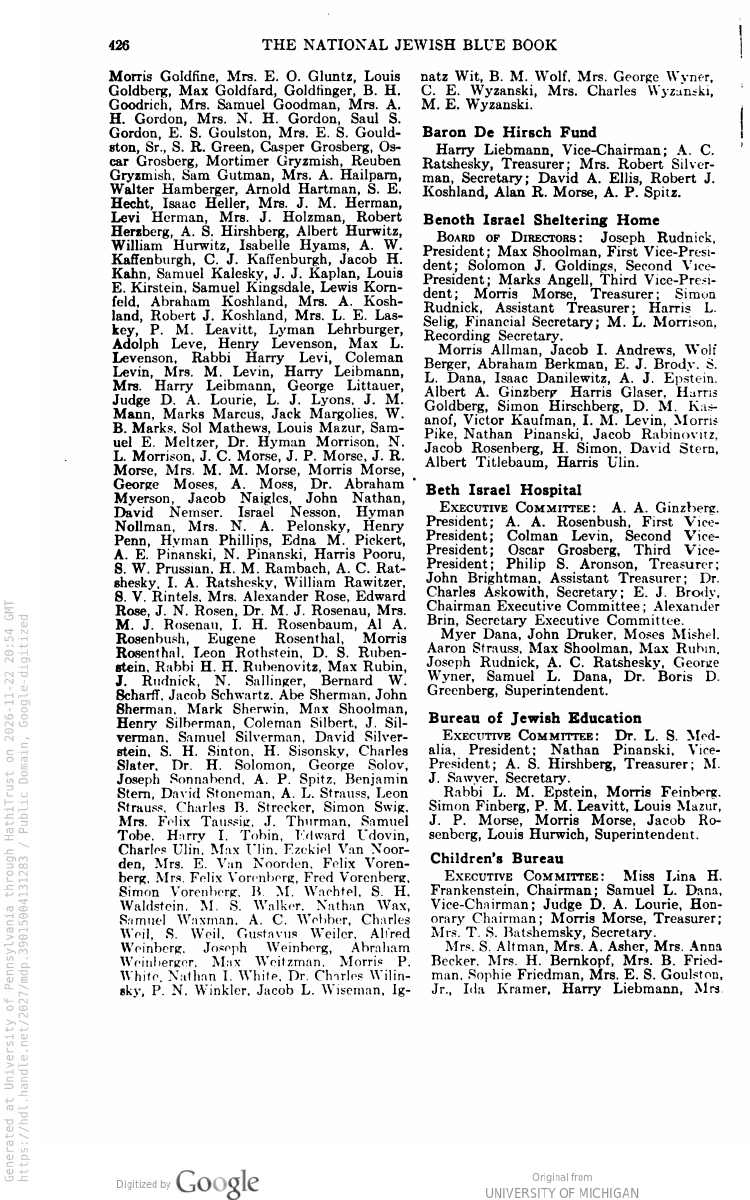 426
THE NATIONAL JEWISH BLUE BOOK
Morris Goldfine, Mrs. E. O. Gluntz, Louis
Goldberg, Max Goldfard, Goldfinger, B. H.
Goodrich, Mrs. Samuel Goodman, Mrs. A.
H. Gordon, Mrs. N. H. Gordon, Saul S.
Gordon, E. S. Goulston, Mrs. E. S. Gould-
ston, Sr., S. R. Green, Casper Grosberg, Os-
car Grosberg, Mortimer Gryzmish, Reuben
Gryzmish, Sam Gutman, Mrs. A. Hailparn,
Walter Hamberger, Arnold Hartman, S. E.
Hecht, Isaac Heller, Mrs. J. M. Herman,
Levi Herman, Mrs. J. Holzman, Robert
Herzberg, A. S. Hirshberg, Albert Hurwitz,
William Hurwitz, Isabelle Hyams, A. W.
Kaffenburgh, C. J. Kaffenburgh, Jacob H.
Kahn, Samuel Kalesky, J. J. Kaplan, Louis
E. Kirstein, Samuel Kingsdale, Lewis Korn-
feld, Abraham Koshland, Mrs. A. Kosh-
land, Robert J. Koshland, Mrs. L. E. Las-
key, P. M. Leavitt, Lyman Lehrburger,
Adolph Leve, Henry Levenson, Max L.
Levenson, Rabbi Harry Levi, Coleman
Levin, Mrs. M. Levin, Harry Leibmann,
Mrs. Harry Leibmann, George Littauer,
Judge D. A. Lourie, L. J. Lyons, J. M.
Mann, Marks Marcus, Jack Margolies, W.
B. Marks, Sol Mathews, Louis Mazur, Sam-
uel E. Meltzer, Dr. Hyman Morrison, N.
L. Morrison, J. C. Morse, J. P. Morse, J. R.
Morse, Mrs. M. M. Morse, Morris Morse,
George Moses, A. Moss, Dr. Abraham
Myerson, Jacob Naigles, John Nathan,
David Nemser. Israel Nesson, Hyman
Nollman, Mrs. N. A. Pelonsky, Henry
Penn, Hyman Phillips, Edna M. Pickert,
A. E. Pinanski, N. Pinanski, Harris Pooru,
S. W. Prussian, H. M. Rambach, A. C. Rat-
shesky, I. A. Ratshesky, William Rawitzer,
S. V. Rintels, Mrs. Alexander Rose, Edward
Rose, J. N. Rosen, Dr. M. J. Rosenau, Mrs.
M. J. Rosenau, I. H. Rosenbaum, Al A.
Rosenbush, Eugene Rosenthal, Morris
Rosenthal, Leon Rothstein, D. S. Ruben-
stein, Rabbi H. H. Rubenovitz, Max Rubin,
J. Rudnick, N. Sallinger, Bernard W.
Scharff, Jacob Schwartz, Abe Sherman, John
Sherman, Mark Sherwin, Max Shoolman,
Henry Silberman, Coleman Silbert, J. Sil-
verman, Samuel Silverman, David Silver-
stein, S. H. Sinton, H. Sisonsky, Charles
Slater, Dr. H. Solomon, George Solov,
Joseph Sonnabend, A. P. Spitz, Benjamin
Stern, David Stoneman, A. L. Strauss, Leon
Strauss, Charles B. Strecker, Simon Swig,
Mrs. Felix Taussig, J. Thurman, Samuel
Tobe, Harry I. Tobin, Edward Udovin,
Charles Ulin, Max Ulin, Ezekiel Van Noor-
den, Mrs. E. Van Noorden, Felix Voren-
berg, Mrs. Felix Vorenberg, Fred Vorenberg,
Simon Vorenberg, B. M. Wachtel, S. H.
Waldstein, M. S. Walker, Nathan Wax,
Samuel Waxman, A. C. Webber, Charles
Weil, S. Weil, Gustavus Weiler, Alfred
Weinberg, Joseph Weinberg, Abraham
Weinberger, Max Weitzman, Morris P.
White, Nathan I. White, Dr. Charles Wilin-
sky, P. N. Winkler, Jacob L. Wiseman, Ig-
natz Wit, B. M. Wolf, Mrs. George Wyner,
C. E. Wyzanski, Mrs. Charles Wyzanski,
M. E. Wyzanski.
Baron De Hirsch Fund
Harry Liebmann, Vice-Chairman; A. C.
Ratshesky, Treasurer; Mrs. Robert Silver-
man, Secretary; David A. Ellis, Robert J.
Koshland, Alan R. Morse, A. P. Spitz.
Benoth Israel Sheltering Home
BOARD OF DIRECTORS: Joseph Rudnick,
President; Max Shoolman, First Vice-Presi-
dent; Solomon J. Goldings, Second Vice-
President; Marks Angell, Third Vice-Presi-
dent; Morris Morse, Treasurer; Simon
Rudnick, Assistant Treasurer; Harris L.
Selig, Financial Secretary; M. L. Morrison,
Recording Secretary.
Morris Allman, Jacob I. Andrews, Wolf
Berger, Abraham Berkman, E. J. Brody, S.
L. Dana, Isaac Danilewitz, A. J. Epstein,
Albert A. Ginzberg Harris Glaser, Harris
Goldberg, Simon Hirschberg, D. M. Kas-
anof, Victor Kaufman, I. M. Levin, Morris
Pike, Nathan Pinanski, Jacob Rabinovitz,
Jacob Rosenberg, H. Simon, David Stern,
Albert Titlebaum, Harris Ulin.
Beth Israel Hospital
EXECUTIVE COMMITTEE: A. A. Ginzberg,
President; A. A. Rosenbush, First Vice-
President; Colman Levin, Second Vice-
President; Oscar Grosberg, Third Vice-
President; Philip S. Aronson, Treasurer;
John Brightman, Assistant Treasurer; Dr.
Charles Askowith, Secretary; E. J. Brody,
Chairman Executive Committee; Alexander
Brin, Secretary Executive Committee.
Myer Dana, John Druker, Moses Mishel,
Aaron Strauss, Max Shoolman, Max Rubin,
Joseph Rudnick, A. C. Ratshesky, George
Wyner, Samuel L. Dana, Dr. Boris D.
Greenberg, Superintendent.
Bureau of Jewish Education
EXECUTIVE COMMITTEE: Dr. L. S. Med-
alia, President; Nathan Pinanski, Vice-
President; A. S. Hirshberg, Treasurer; M.
J. Sawyer, Secretary.
Rabbi L. M. Epstein, Morris Feinberg,
Simon Finberg, P. M. Leavitt, Louis Mazur,
J. P. Morse, Morris Morse, Jacob Ro-
senberg, Louis Hurwich, Superintendent.
Children's Bureau
EXECUTIVE COMMITTEE: Miss Lina H.
Frankenstein, Chairman; Samuel L. Dana,
Vice-Chairman; Judge D. A. Lourie, Hon-
orary Chairman; Morris Morse, Treasurer;
Mrs. T. S. Batshemsky, Secretary.
Mrs. S. Altman, Mrs. A. Asher, Mrs. Anna
Becker, Mrs. H. Bernkopf, Mrs. B. Fried-
man, Sophie Friedman, Mrs. E. S. Goulston,
Jr., Ida Kramer, Harry Liebmann, Mrs.
Generated at University of Pennsylvania through HathiTrust on 2026-11-22 20:54 GMT
https://hdl.handle.net/2027/mdp.39015004131283 / Public Domain, Google-digitized
Digitized by Google
Original from
UNIVERSITY OF MICHIGAN